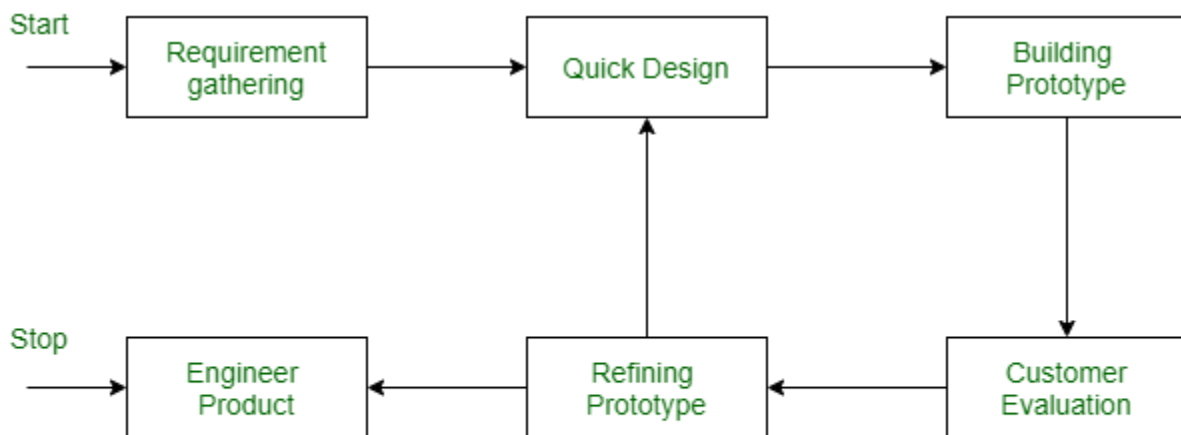 Start
Requirement
gathering
Quick Design
Building
Prototype
Stop
Engineer
Product
Refining
Prototype
Customer
Evaluation